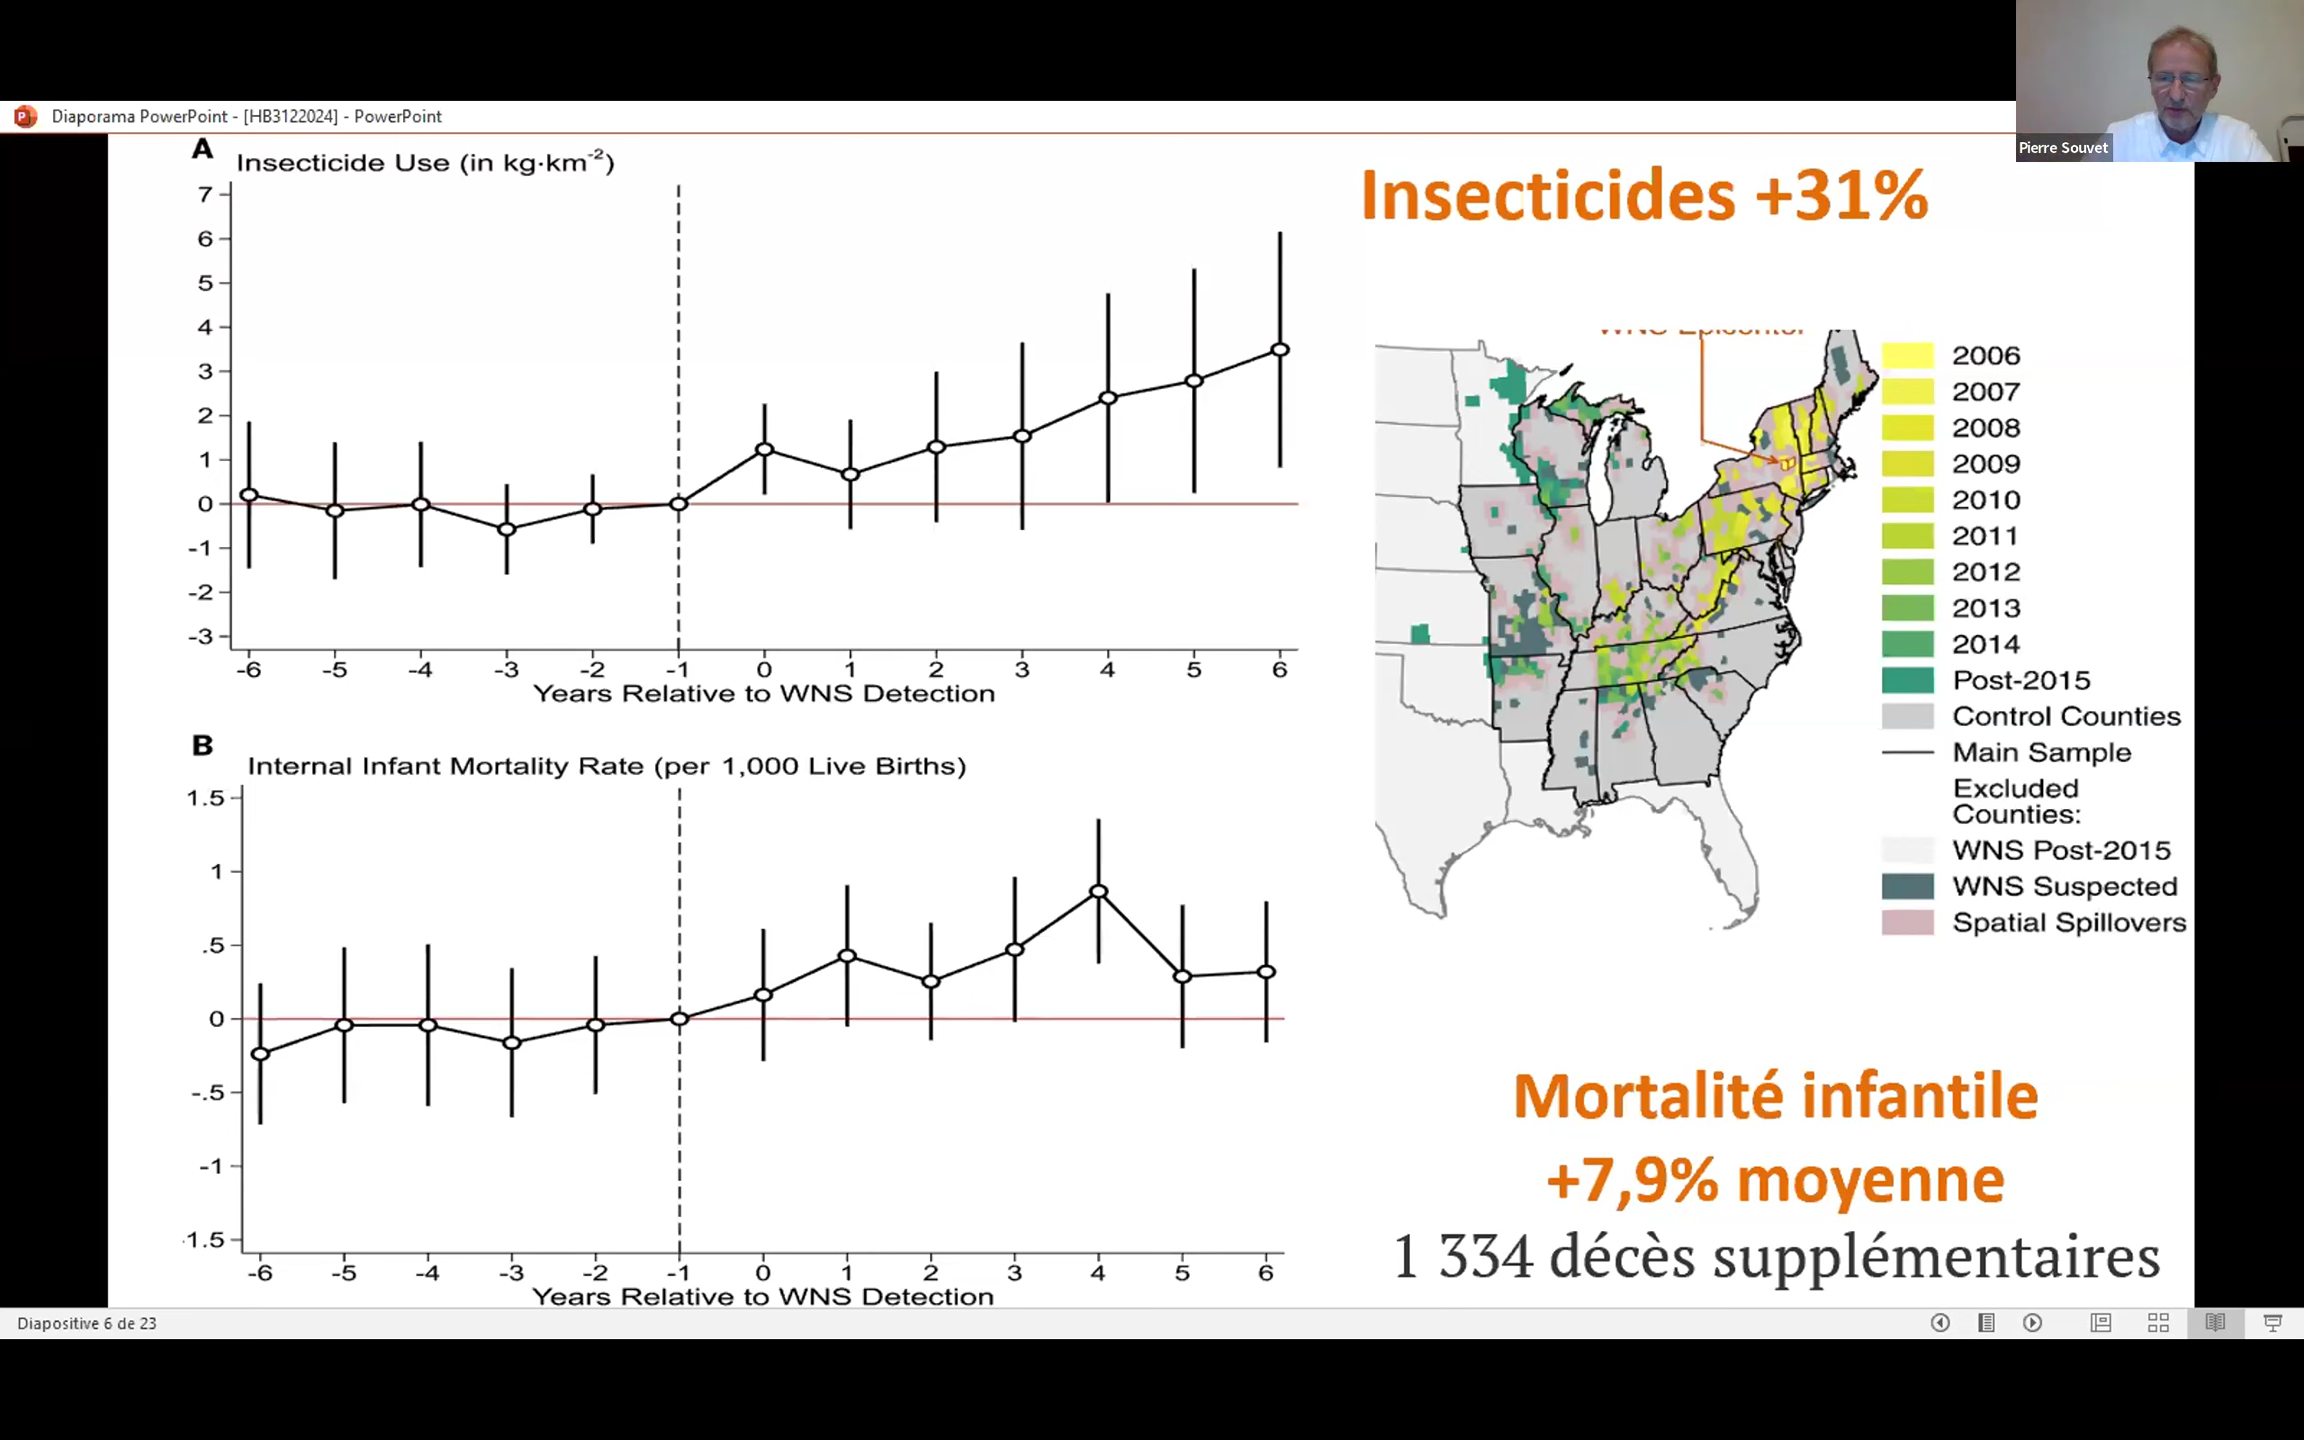 Pierre Souvet
Diaporama PowerPoint - [HB3122024] - PowerPoint
A
Insecticide Use (in kg·km⁻²)
7
6
5
4
3
2
1
0
-1
-2
-3
-6 -5 -4 -3 -2 -1 0 1 2 3 4 5 6
Years Relative to WNS Detection
B
Internal Infant Mortality Rate (per 1,000 Live Births)
1.5
1
.5
0
-.5
-1
-1.5
-6 -5 -4 -3 -2 -1 0 1 2 3 4 5 6
Years Relative to WNS Detection
Insecticides +31%
WNS Epicenter
2006
2007
2008
2009
2010
2011
2012
2013
2014
Post-2015
Control Counties
Main Sample
Excluded
Counties:
WNS Post-2015
WNS Suspected
Spatial Spillovers
Mortalité infantile
+7,9% moyenne
1 334 décès supplémentaires
Diapositive 6 de 23